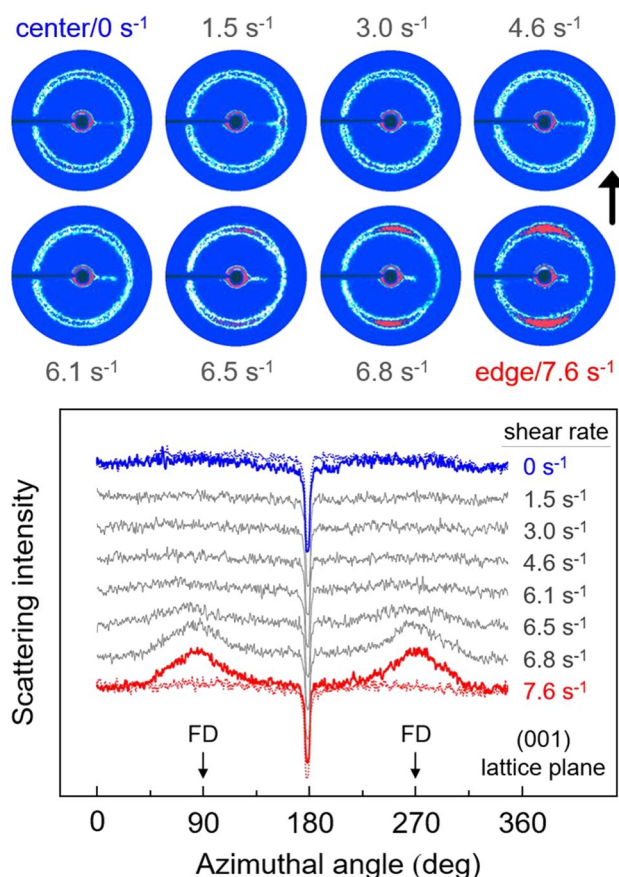 center/0 s⁻¹ 1.5 s⁻¹ 3.0 s⁻¹ 4.6 s⁻¹
6.1 s⁻¹ 6.5 s⁻¹ 6.8 s⁻¹ edge/7.6 s⁻¹
shear rate
0 s⁻¹
1.5 s⁻¹
3.0 s⁻¹
4.6 s⁻¹
6.1 s⁻¹
6.5 s⁻¹
6.8 s⁻¹
7.6 s⁻¹
Scattering intensity
FD FD (001)
lattice plane
0 90 180 270 360
Azimuthal angle (deg)